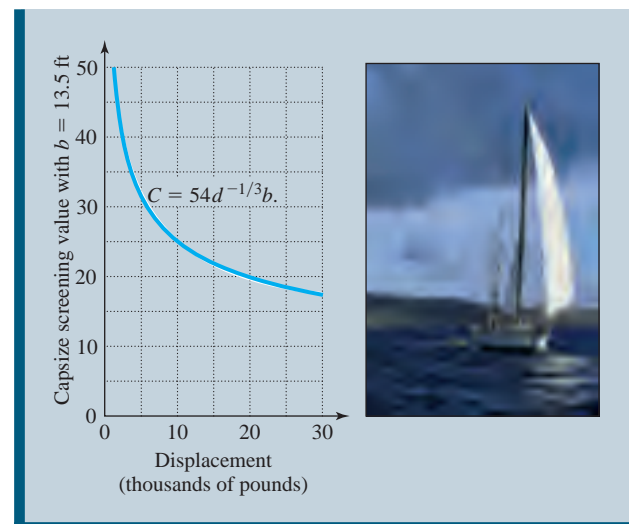 Capsize screening value with b = 13.5 ft
50
40
30
20
10
0
C = 54d⁻¹/³b.
0 10 20 30
Displacement
(thousands of pounds)